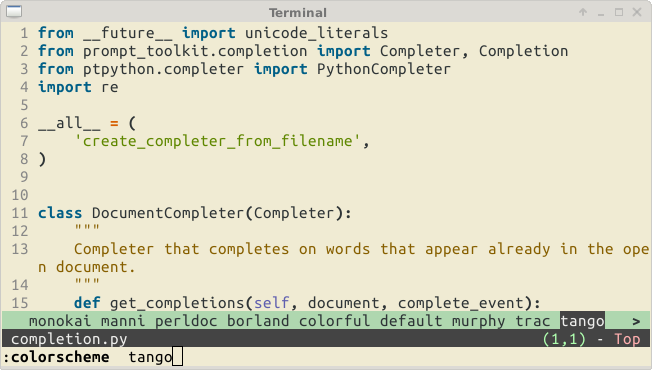 Terminal
1 from __future__ import unicode_literals
2 from prompt_toolkit.completion import Completer, Completion
3 from ptpython.completer import PythonCompleter
4 import re
5
6 __all__ = (
7     'create_completer_from_filename',
8 )
9
10
11 class DocumentCompleter(Completer):
12     """
13     Completer that completes on words that appear already in the ope
n document.
14     """
15     def get_completions(self, document, complete_event):
monokai manni perldoc borland colorful default murphy trac tango >
completion.py (1,1) - Top
:colorscheme  tango